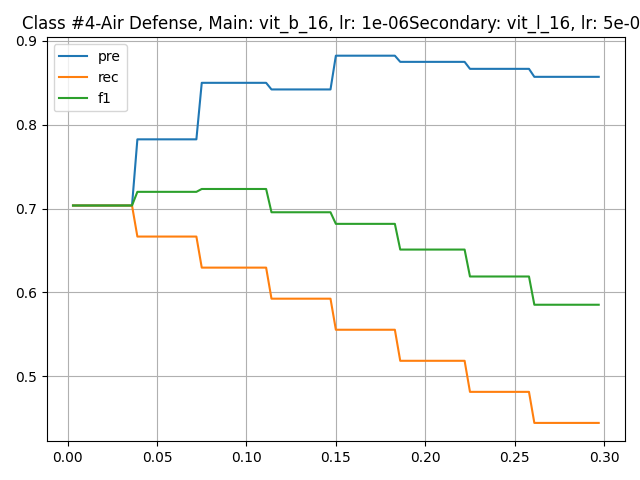 Class #4-Air Defense, Main: vit_b_16, lr: 1e-06Secondary: vit_l_16, lr: 5e-0
0.9
0.8
0.7
0.6
0.5
pre
rec
f1
0.00 0.05 0.10 0.15 0.20 0.25 0.30